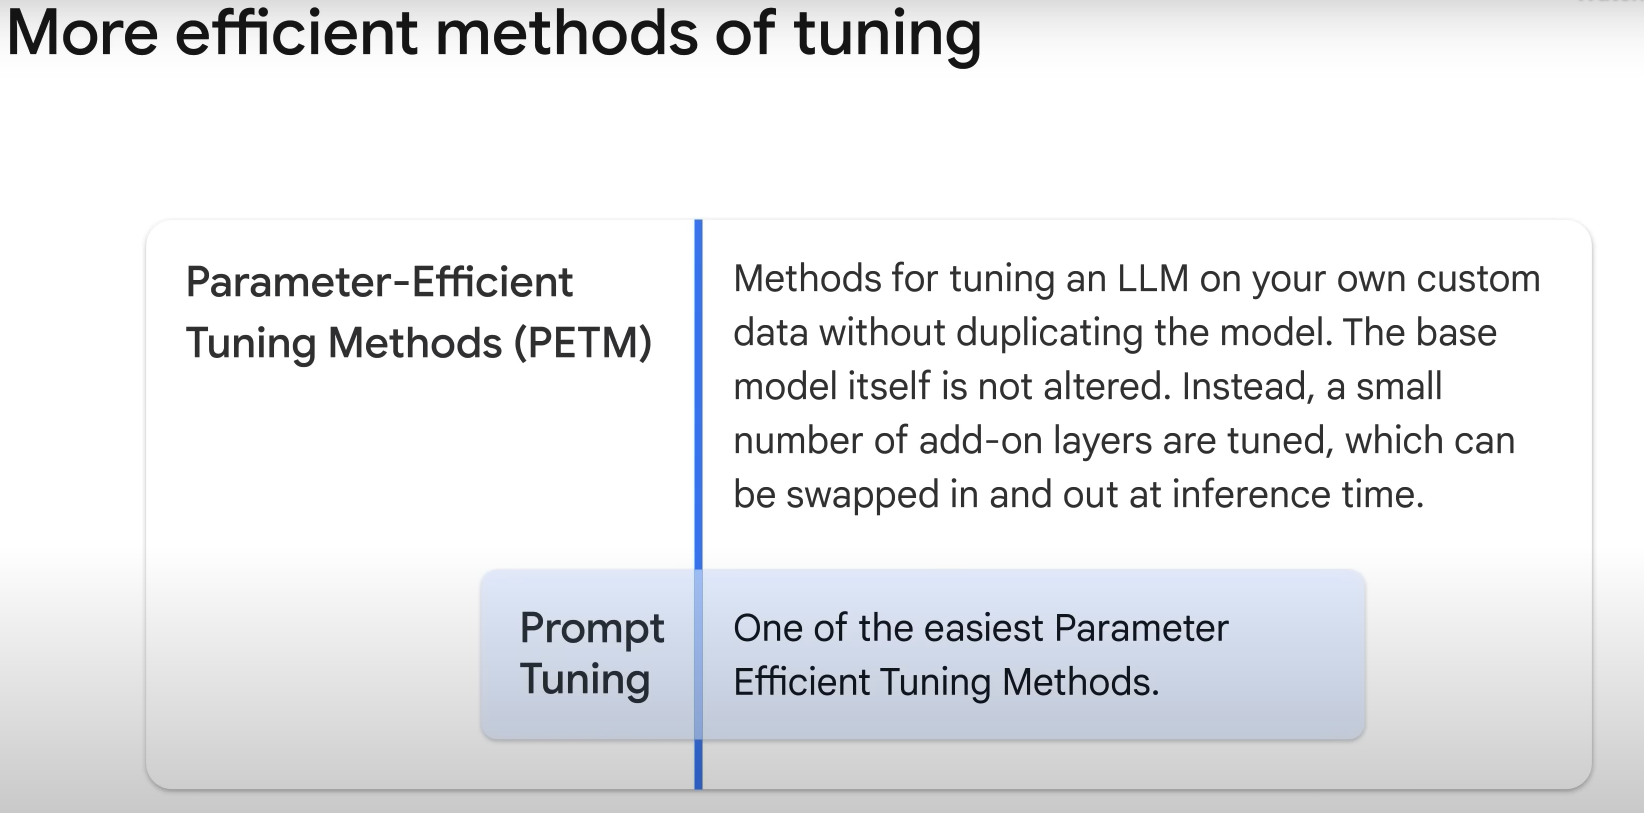 More efficient methods of tuning
Parameter-Efficient
Tuning Methods (PETM)
Methods for tuning an LLM on your own custom
data without duplicating the model. The base
model itself is not altered. Instead, a small
number of add-on layers are tuned, which can
be swapped in and out at inference time.
Prompt
Tuning
One of the easiest Parameter
Efficient Tuning Methods.